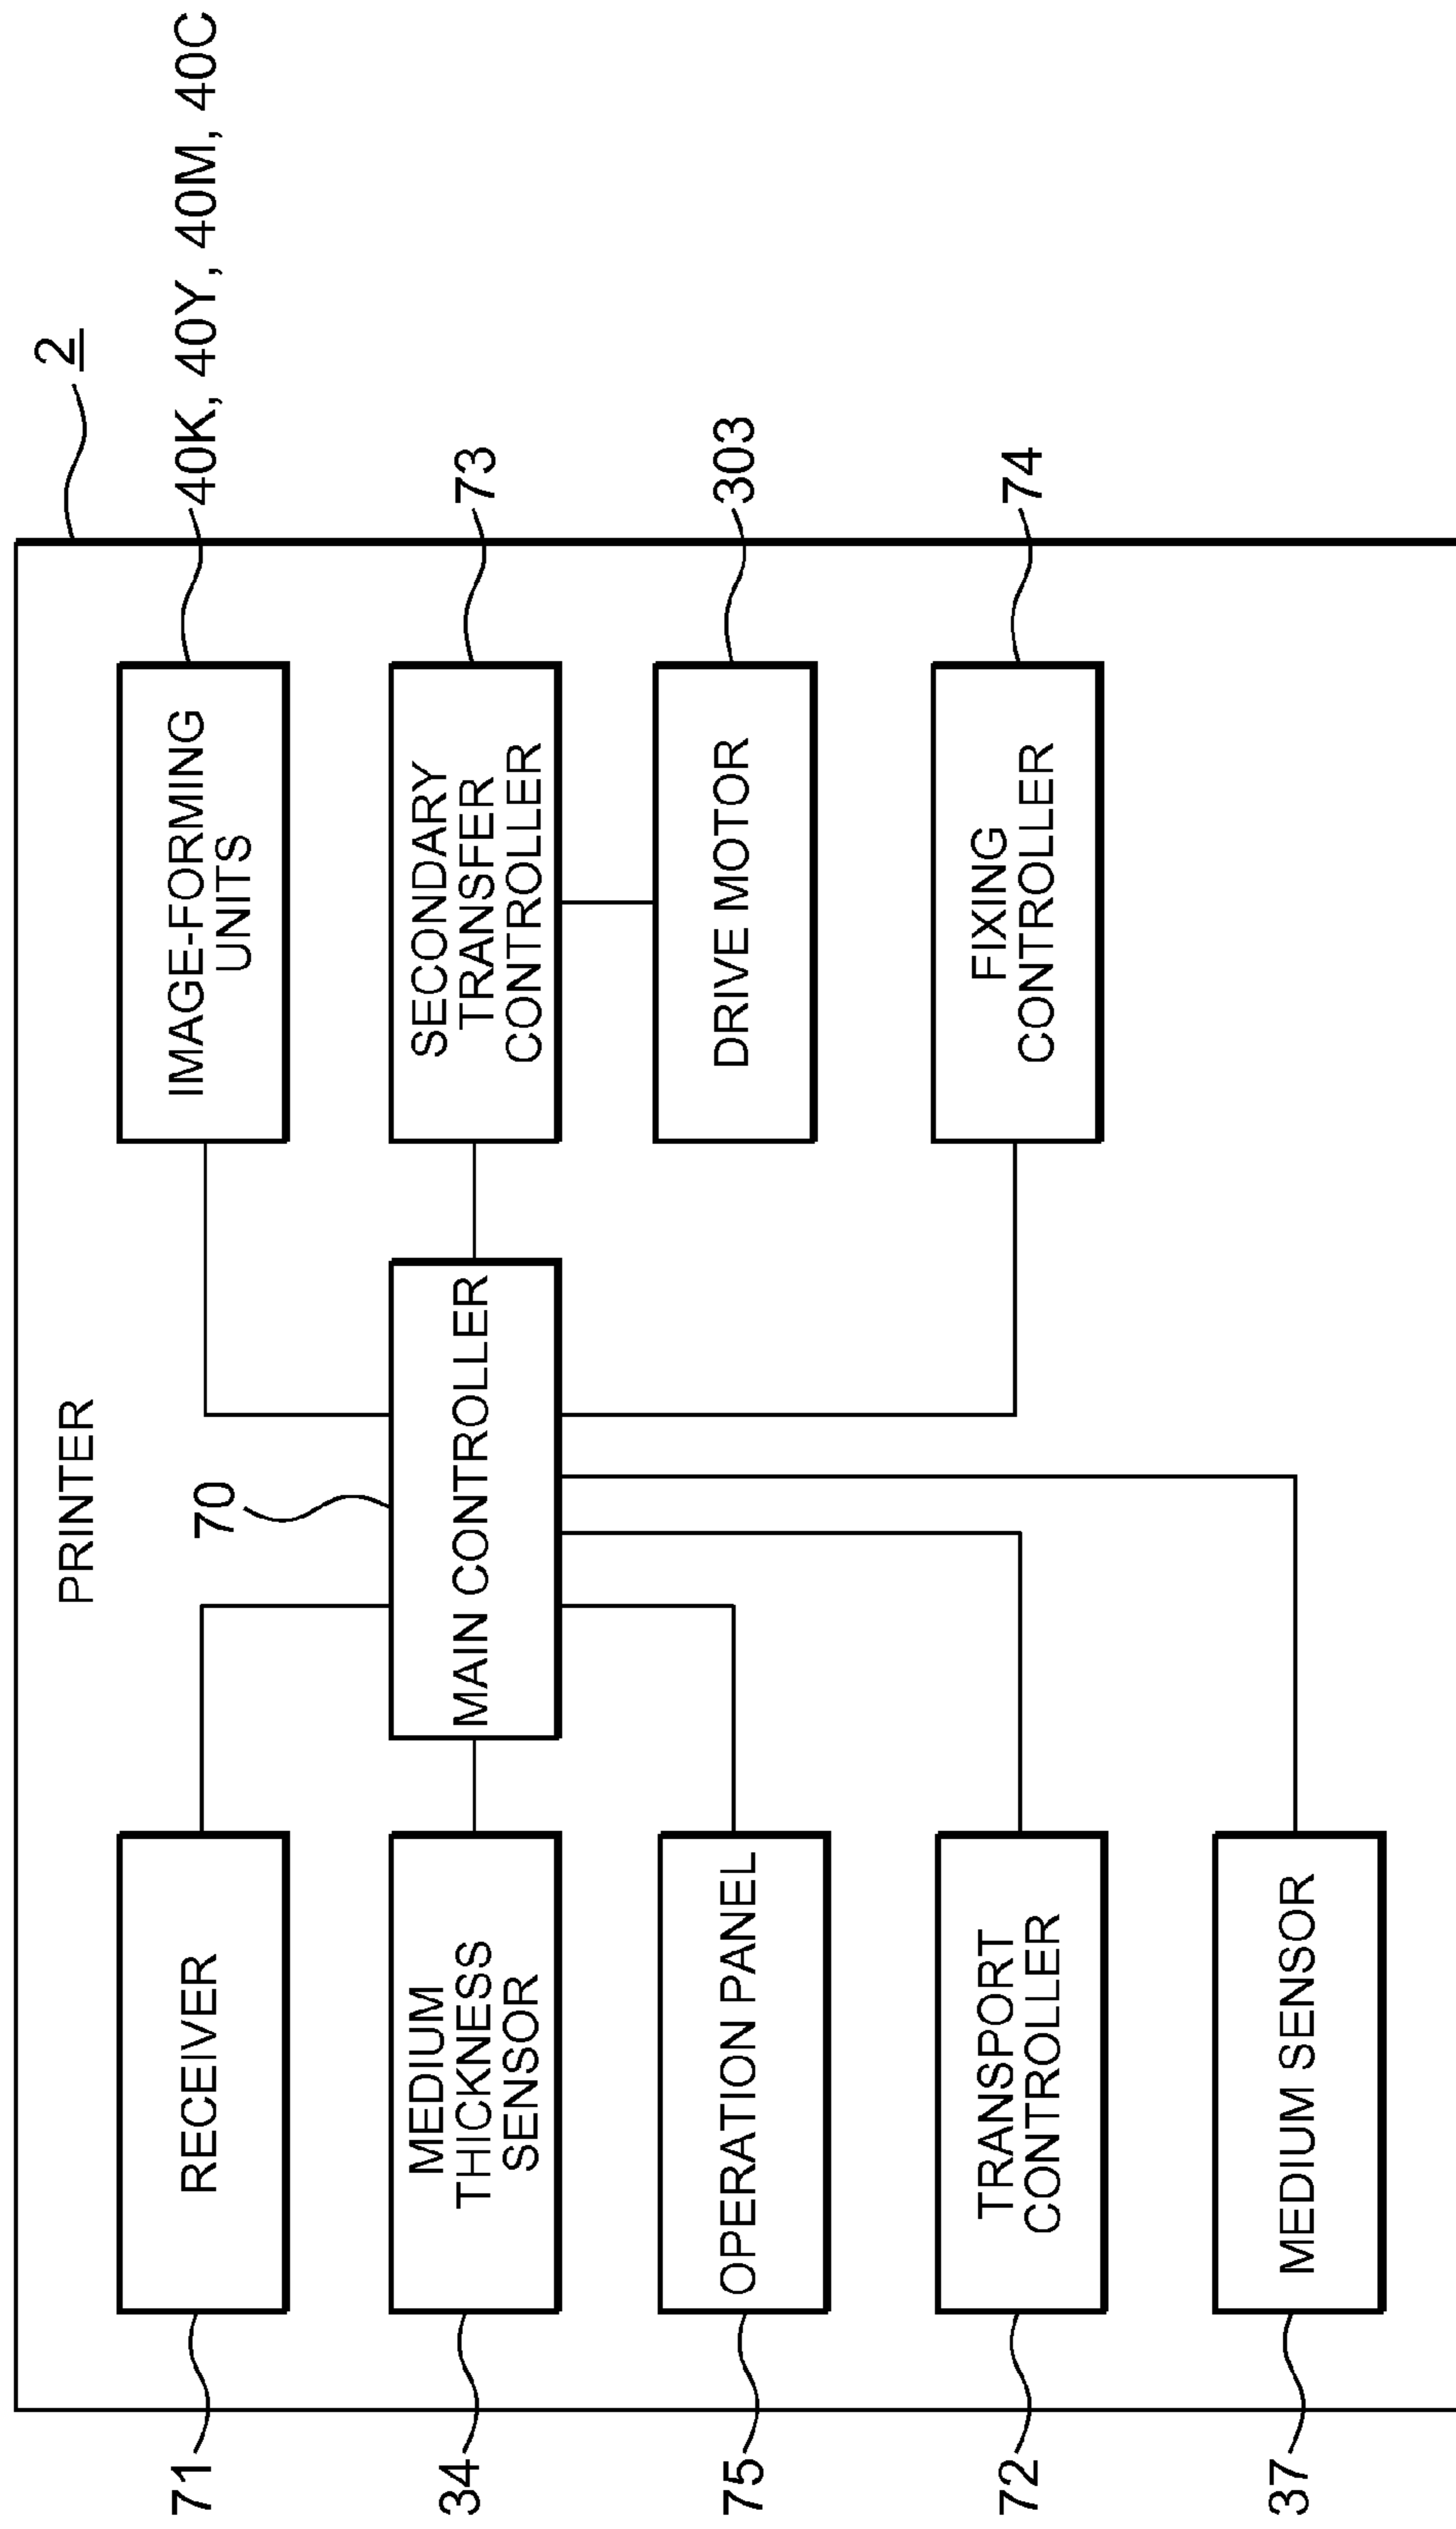 2
PRINTER
40K, 40Y, 40M, 40C
71
RECEIVER
IMAGE-FORMING
UNITS
70
34
MEDIUM
THICKNESS
SENSOR
MAIN CONTROLLER
SECONDARY
TRANSFER
CONTROLLER
73
75
OPERATION PANEL
DRIVE MOTOR
303
72
TRANSPORT
CONTROLLER
FIXING
CONTROLLER
74
37
MEDIUM SENSOR